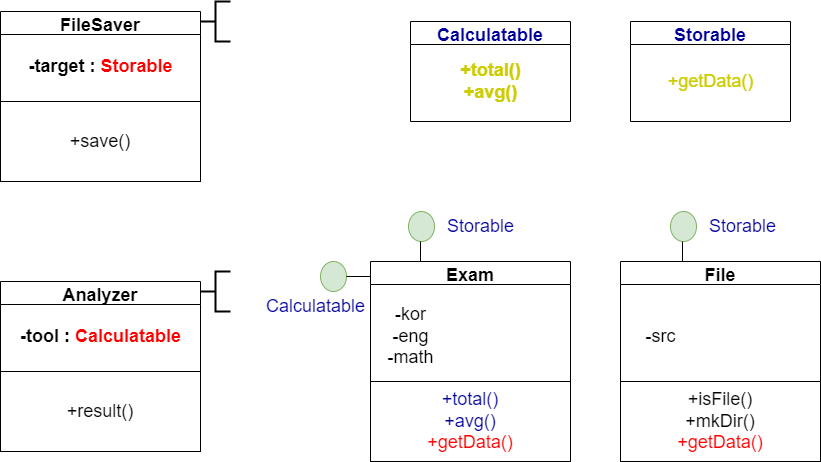 FileSaver
-target : Storable
+save()
Calculatable
+total()
+avg()
Storable
+getData()
Analyzer
-tool : Calculatable
+result()
Storable
Calculatable
Exam
-kor
-eng
-math
+total()
+avg()
+getData()
Storable
File
-src
+isFile()
+mkDir()
+getData()